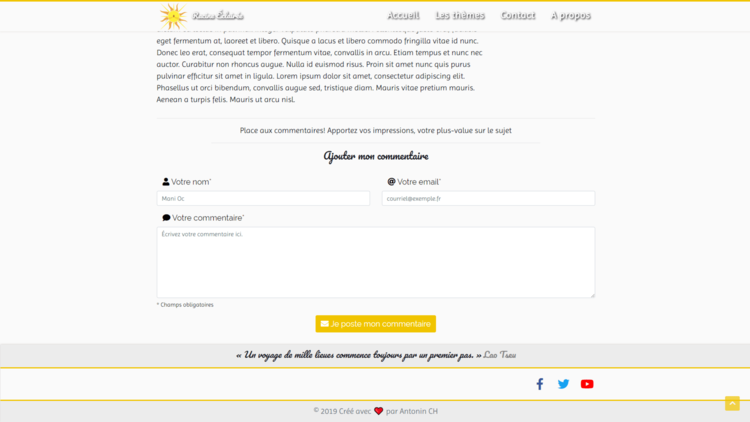 Racine Éclairée
Accueil Les thèmes Contact A propos
eget fermentum at, laoreet et libero. Quisque a lacus et libero commodo fringilla vitae id nunc.
Donec leo erat, consequat tempor fermentum vitae, convallis in arcu. Etiam tempus et nunc nec
auctor. Curabitur non rhoncus augue. Nulla id euismod risus. Proin sit amet nunc quis purus
pulvinar efficitur sit amet in ligula. Lorem ipsum dolor sit amet, consectetur adipiscing elit.
Phasellus ut orci bibendum, convallis augue sed, tristique diam. Mauris vitae pretium mauris.
Aenean a turpis felis. Mauris ut arcu nisl.
Place aux commentaires! Apportez vos impressions, votre plus-value sur le sujet
Ajouter mon commentaire
Votre nom* @ Votre email*
Mani Oc courriel@exemple.fr
Votre commentaire*
Écrivez votre commentaire ici.
* Champs obligatoires
Je poste mon commentaire
« Un voyage de mille lieues commence toujours par un premier pas. » Lao Tseu
© 2019 Créé avec ❤ par Antonin CH